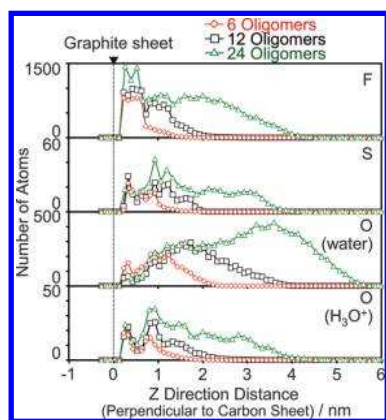 6 Oligomers
Graphite sheet
12 Oligomers
24 Oligomers
1500
F
0
60
S
0
500
O
(water)
0
50
O
(H₃O⁺)
0
Number of Atoms
-1 0 1 2 3 4 5 6
Z Direction Distance
(Perpendicular to Carbon Sheet) / nm